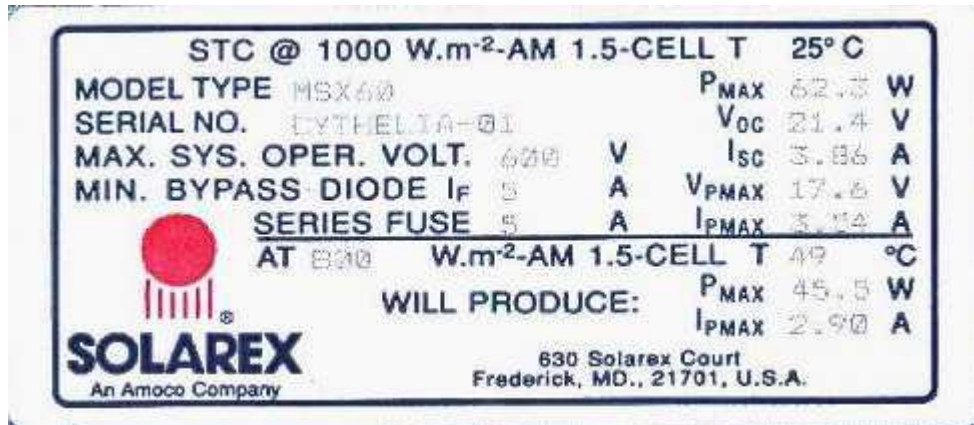 STC @ 1000 W.m-2-AM 1.5-CELL T 25° C
MODEL TYPE MSX60 PMAX 62.3 W
SERIAL NO. CYTHELIA-01 VOC 21.4 V
MAX. SYS. OPER. VOLT. 600 V ISC 3.86 A
MIN. BYPASS DIODE IF 5 A VPMAX 17.6 V
SERIES FUSE 5 A IPMAX 3.54 A
AT 800 W.m-2-AM 1.5-CELL T 49 °C
WILL PRODUCE: PMAX 45.5 W
IPMAX 2.90 A
®
SOLAREX
An Amoco Company
630 Solarex Court
Frederick, MD., 21701, U.S.A.